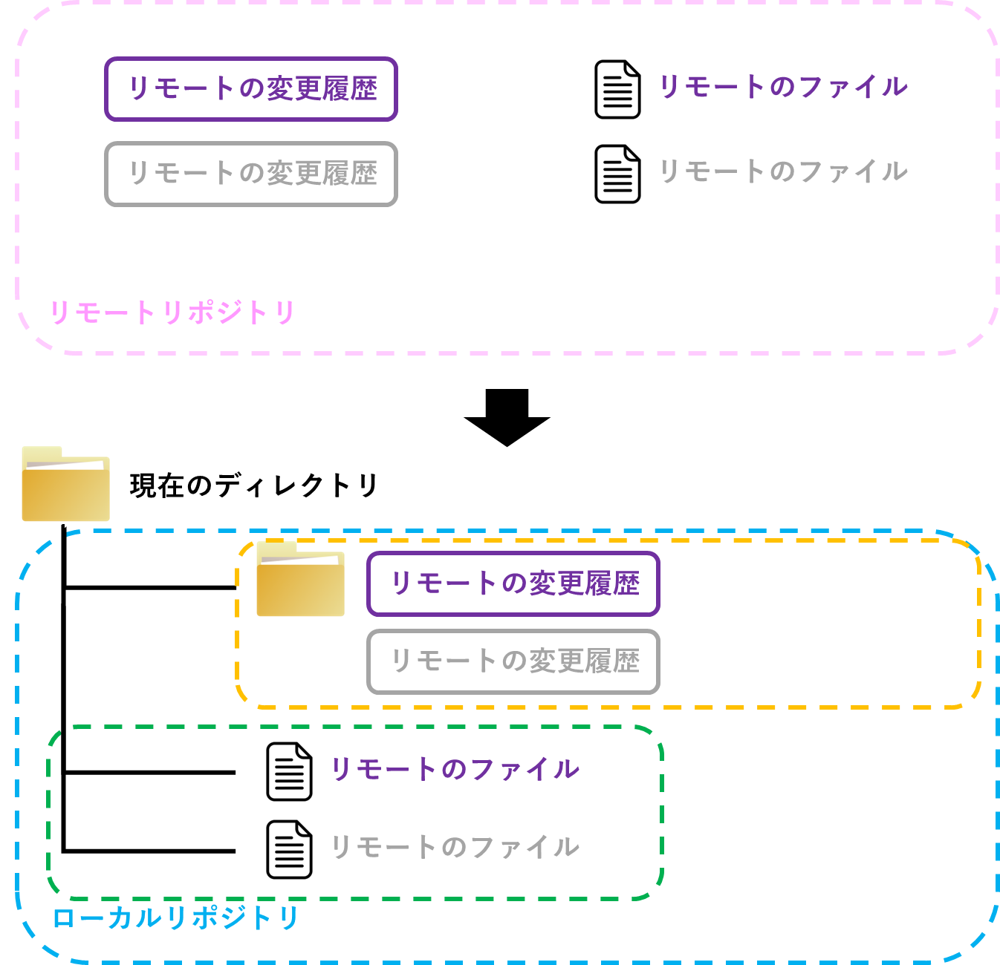 リモートの変更履歴
リモートのファイル
リモートの変更履歴
リモートのファイル
リモートリポジトリ
現在のディレクトリ
リモートの変更履歴
リモートの変更履歴
リモートのファイル
リモートのファイル
ローカルリポジトリ